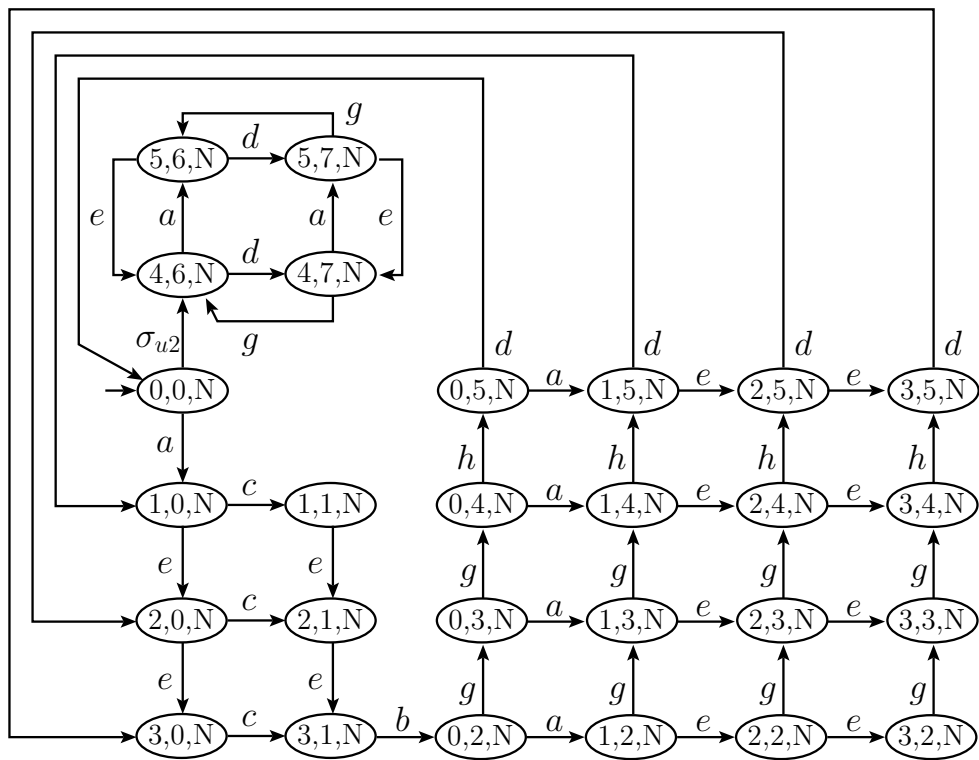 g
5,6,N d 5,7,N
e a a e
4,6,N d 4,7,N
σu2 g
d d d d
0,0,N 0,5,N a 1,5,N e 2,5,N e 3,5,N
a h h h h
1,0,N c 1,1,N 0,4,N a 1,4,N e 2,4,N e 3,4,N
e e g g g g
2,0,N c 2,1,N 0,3,N a 1,3,N e 2,3,N e 3,3,N
e e g g g g
3,0,N c 3,1,N b 0,2,N a 1,2,N e 2,2,N e 3,2,N